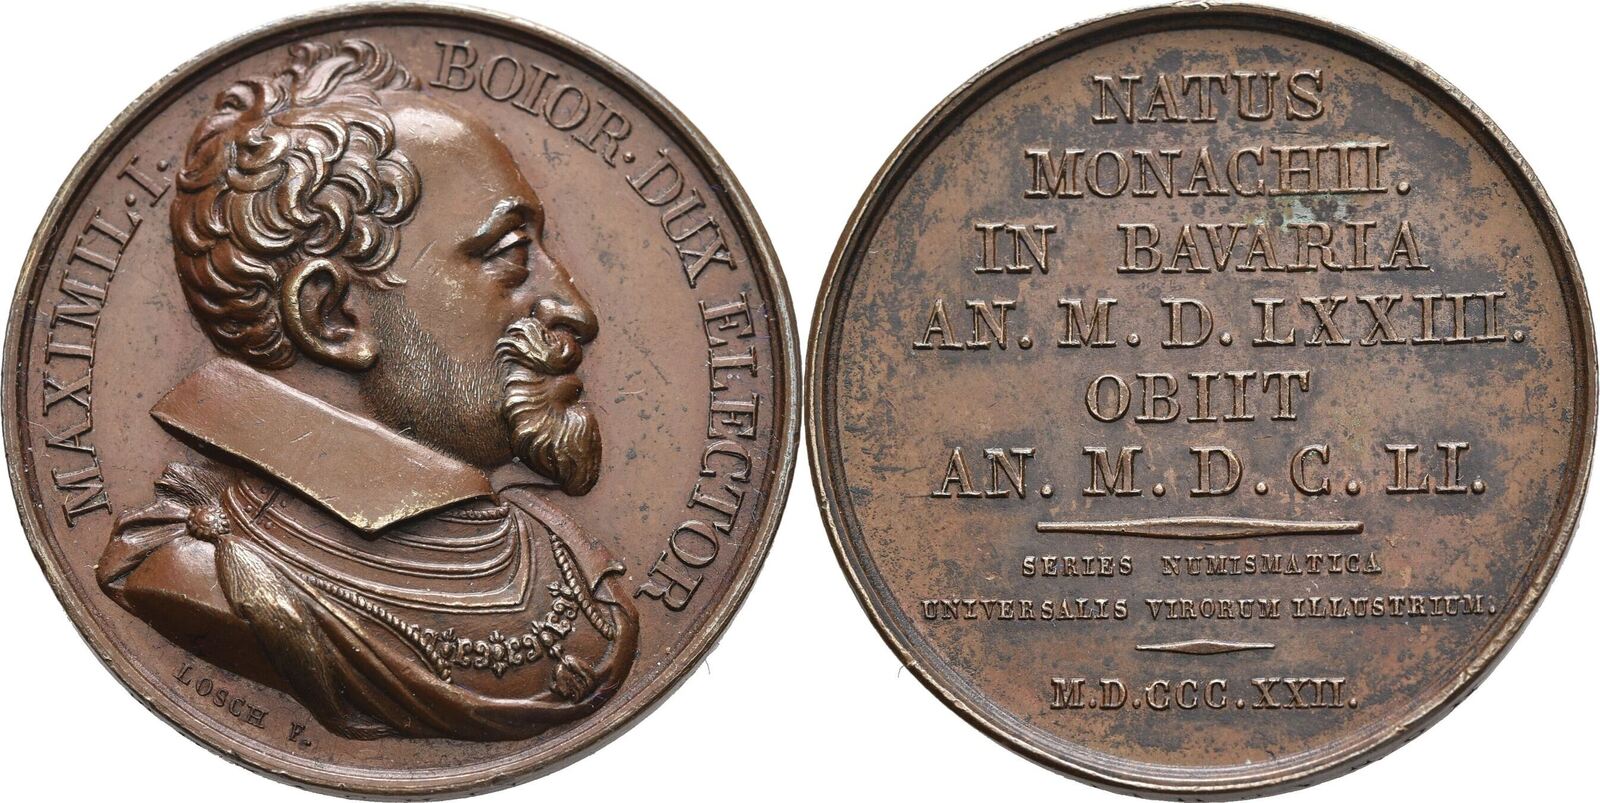 MAXIMIL. I. BOIOR. DUX ELECTOR
LOSCH F.
NATUS
MONACHII.
IN BAVARIA
AN. M. D. LXXIII.
OBIIT
AN. M. D. C. LI.
SERIES NUMISMATICA
UNIVERSALIS VIRORUM ILLUSTRIUM.
M.D.CCC.XXII.